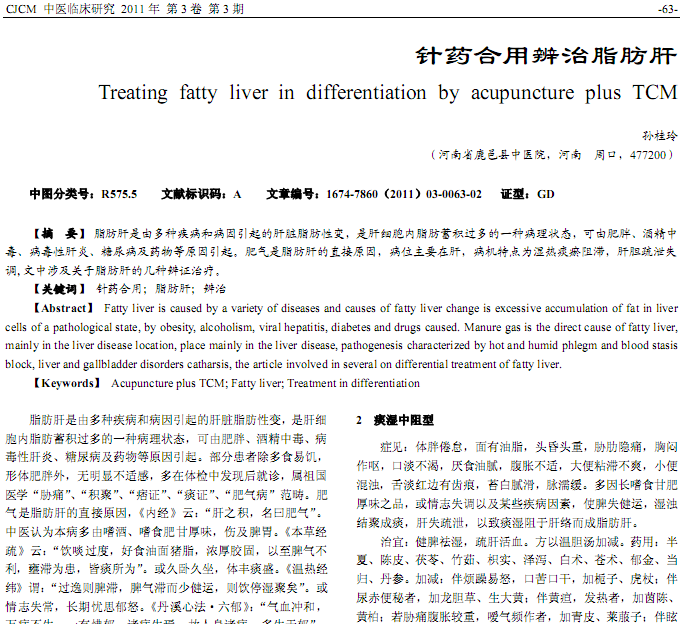 CJCM 中医临床研究 2011 年 第 3 卷 第 3 期 -63-
针药合用辨治脂肪肝
Treating fatty liver in differentiation by acupuncture plus TCM
孙桂玲
（河南省鹿邑县中医院，河南 周口，477200）
中图分类号：R575.5 文献标识码：A 文章编号：1674-7860（2011）03-0063-02 证型：GD
【摘 要】 脂肪肝是由多种疾病和病因引起的肝脏脂肪性变，是肝细胞内脂肪蓄积过多的一种病理状态，可由肥胖、酒精中
毒、病毒性肝炎、糖尿病及药物等原因引起。肥气是脂肪肝的直接原因，病位主要在肝，病机特点为湿热痰瘀阻滞，肝胆疏泄失
调,文中涉及关于脂肪肝的几种辨证治疗。
【关键词】 针药合用；脂肪肝；辨治
【Abstract】 Fatty liver is caused by a variety of diseases and causes of fatty liver change is excessive accumulation of fat in liver
cells of a pathological state, by obesity, alcoholism, viral hepatitis, diabetes and drugs caused. Manure gas is the direct cause of fatty liver,
mainly in the liver disease location, place mainly in the liver disease, pathogenesis characterized by hot and humid phlegm and blood stasis
block, liver and gallbladder disorders catharsis, the article involved in several on differential treatment of fatty liver.
【Keywords】 Acupuncture plus TCM; Fatty liver; Treatment in differentiation
脂肪肝是由多种疾病和病因引起的肝脏脂肪性变，是肝细
胞内脂肪蓄积过多的一种病理状态，可由肥胖、酒精中毒、病
毒性肝炎、糖尿病及药物等原因引起。部分患者除多食易饥，
形体肥胖外，无明显不适感，多在体检中发现后就诊，属祖国
医学“胁痛”、“积聚”、“痞证”、“痰证”、“肥气病”范畴。肥
气是脂肪肝的直接原因，《内经》云：“肝之积，名曰肥气”。
中医认为本病多由嗜酒、嗜食肥甘厚味，伤及脾胃。《本草经
疏》云：“饮啖过度，好食油面猪脂，浓厚胶固，以至脾气不
利，壅滞为患，皆痰所为”。或久卧久坐，体丰痰盛。《温热经
纬》谓：“过逸则脾滞，脾气滞而少健运，则饮停湿聚矣”。或
情志失常，长期忧思郁怒。《丹溪心法·六郁》：“气血冲和，
2 痰湿中阻型
症见：体胖倦怠，面有油脂，头昏头重，胁肋隐痛，胸闷
作呕，口淡不渴，厌食油腻，腹胀不适，大便粘滞不爽，小便
混浊，舌淡红边有齿痕，苔白腻滑，脉濡缓。多因长嗜食甘肥
厚味之品，或情志失调以及某些疾病因素，使脾失健运，湿浊
结聚成痰，肝失疏泄，以致痰湿阻于肝络而成脂肪肝。
治宜：健脾祛湿，疏肝活血。方以温胆汤加减。药用：半
夏、陈皮、茯苓、竹茹、枳实、泽泻、白术、苍术、郁金、当
归、丹参。加减：伴烦躁易怒，口苦口干，加栀子、虎杖；伴
尿赤便秘者，加龙胆草、生大黄；伴黄疸，发热者，加茵陈、
黄柏；若胁痛腹胀较重，嗳气频作者，加青皮、莱菔子；伴眩